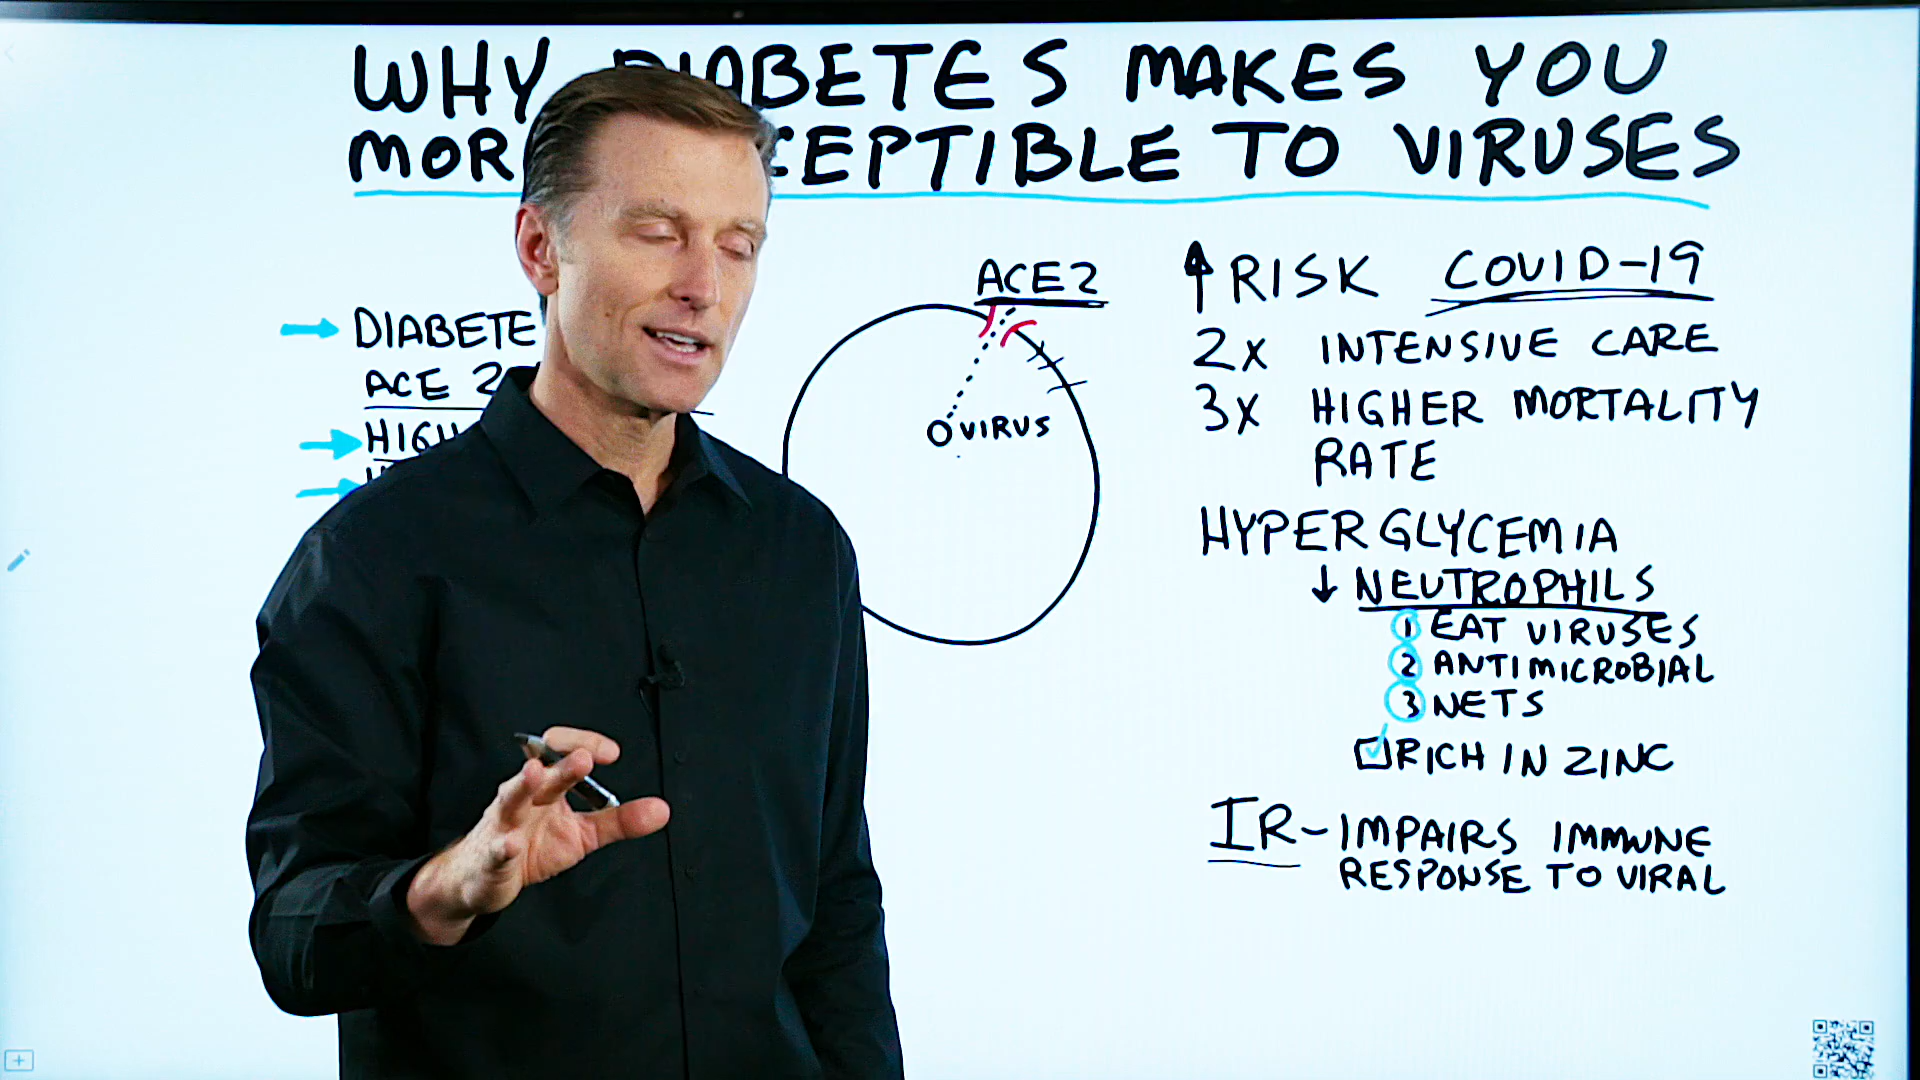 WHY DIABETES MAKES YOU
CEPTIBLE TO VIRUSES
DIABETE
ACE 2
ACE2
VIRUS
↑ RISK COVID-19
2X INTENSIVE CARE
3X HIGHER MORTALITY
RATE
HYPERGLYCEMIA
↓ NEUTROPHILS
1 EAT VIRUSES
2 ANTIMICROBIAL
3 NETS
RICH IN ZINC
IR - IMPAIRS IMMUNE
RESPONSE TO VIRAL